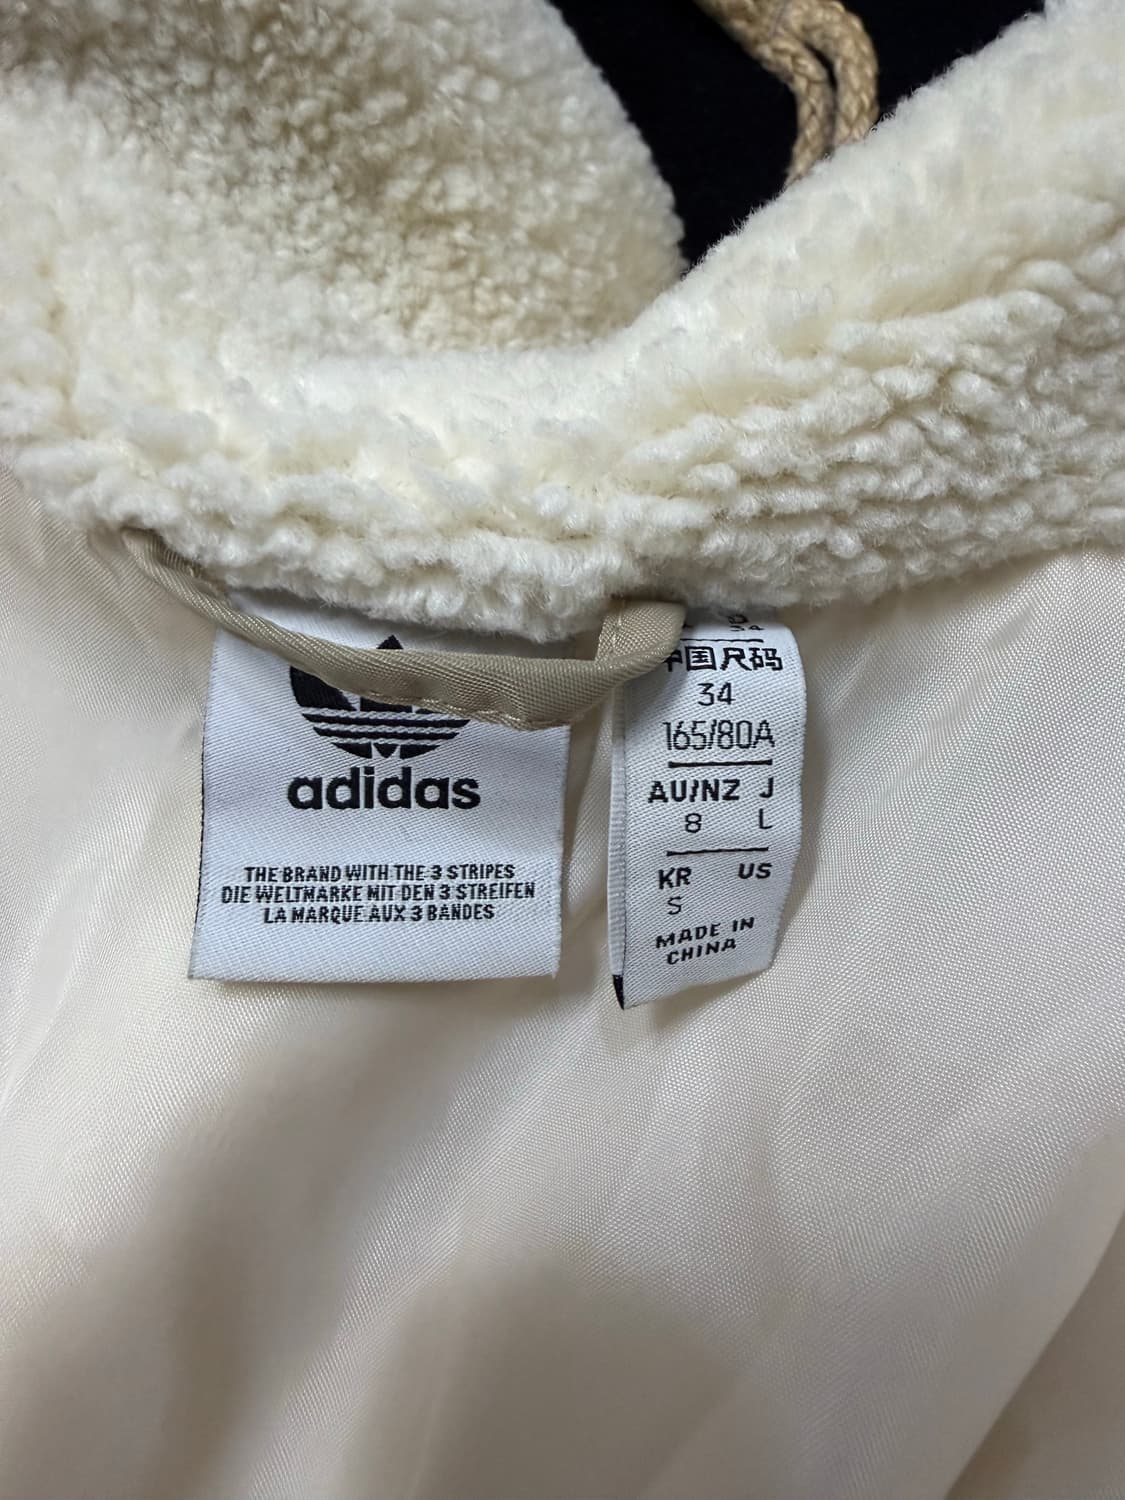 adidas
THE BRAND WITH THE 3 STRIPES
DIE WELTMARKE MIT DEN 3 STREIFEN
LA MARQUE AUX 3 BANDES
34
中国尺码
34
165/80A
AU/NZ J
8 L
KR US
S
MADE IN
CHINA